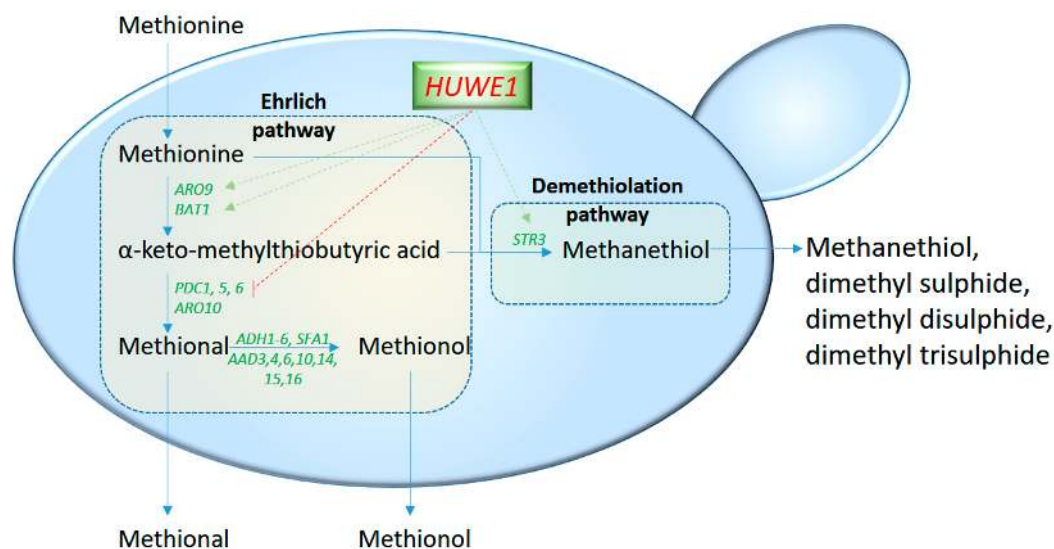 Methionine
HUWE1
Ehrlich
pathway
Methionine
ARO9
BAT1
Demethiolation
pathway
STR3
α-keto-methylthiobutyric acid
Methanethiol
Methanethiol,
dimethyl sulphide,
dimethyl disulphide,
dimethyl trisulphide
PDC1, 5, 6
ARO10
Methional
ADH1-6, SFA1
AAD3,4,6,10,14,
15,16
Methionol
Methional
Methionol